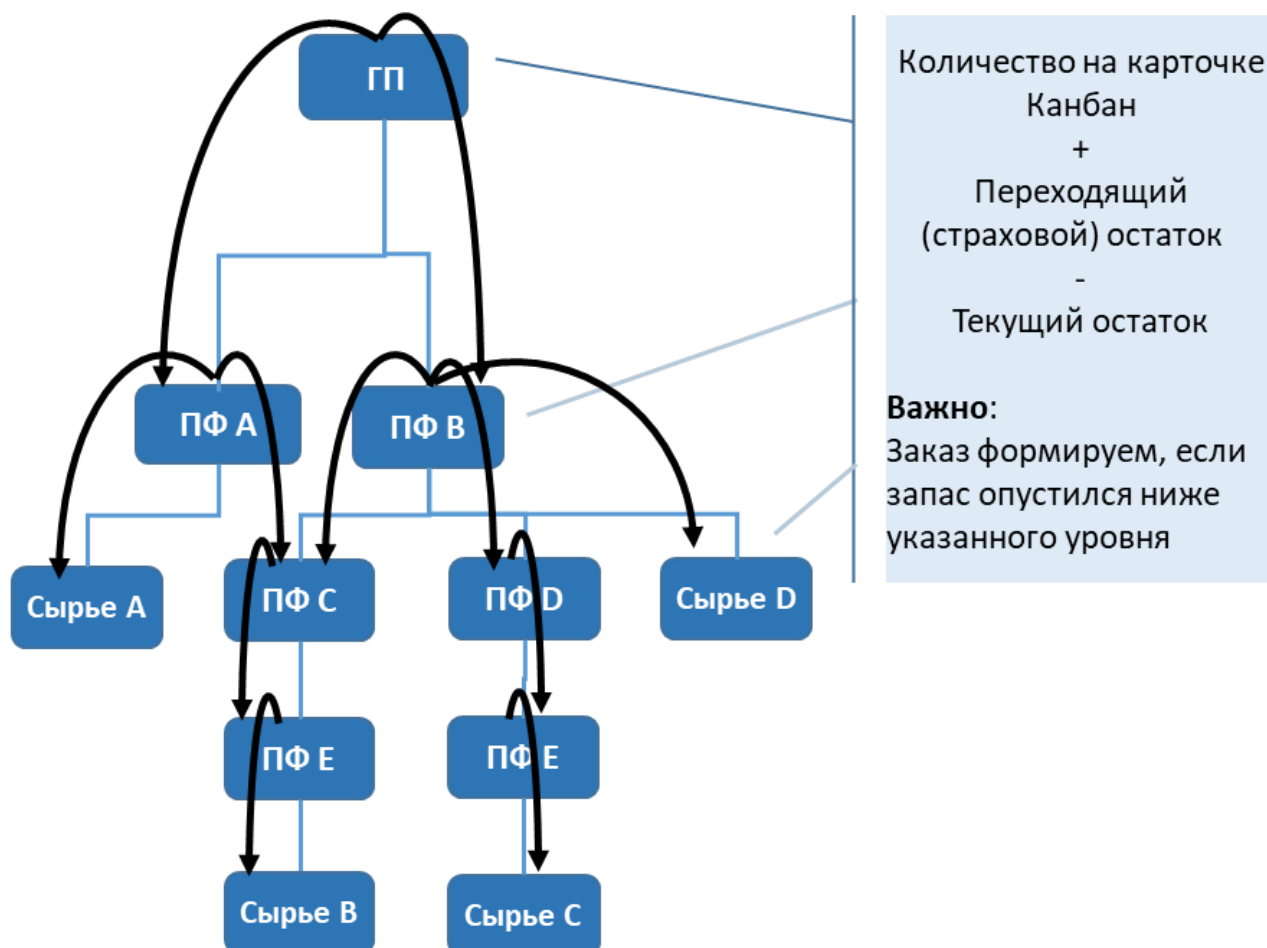 ГП
Количество на карточке
Канбан
+
Переходящий
(страховой) остаток
-
Текущий остаток
Важно:
Заказ формируем, если
запас опустился ниже
указанного уровня
ПФ А
ПФ В
Сырье А
ПФ С
ПФ D
Сырье D
ПФ Е
ПФ Е
Сырье В
Сырье С